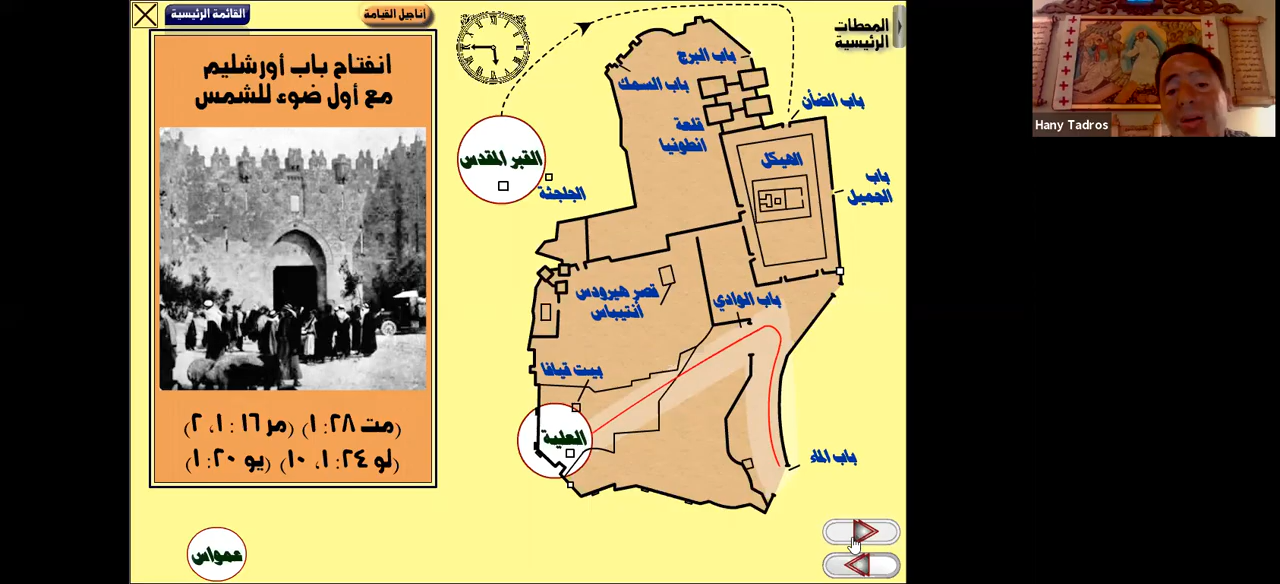 القائمة الرئيسية
أناجيل القيامة
المحطات
الرئيسية
Hany Tadros
انفتاح باب أورشليم
مع أول ضوء للشمس
(مت ٢٨: ١) (مر ١٦: ١، ٢)
(لو ٢٤: ١، ١٠) (يو ٢٠: ١)
باب البرج
باب السمك
باب الضأن
قلعة
انطونيا
القبر المقدس
الهيكل
الجلجثة
باب
الجميل
قصر هيرودس
أنتيباس
باب الوادي
بيت قيافا
العلية
باب الماء
عمواس